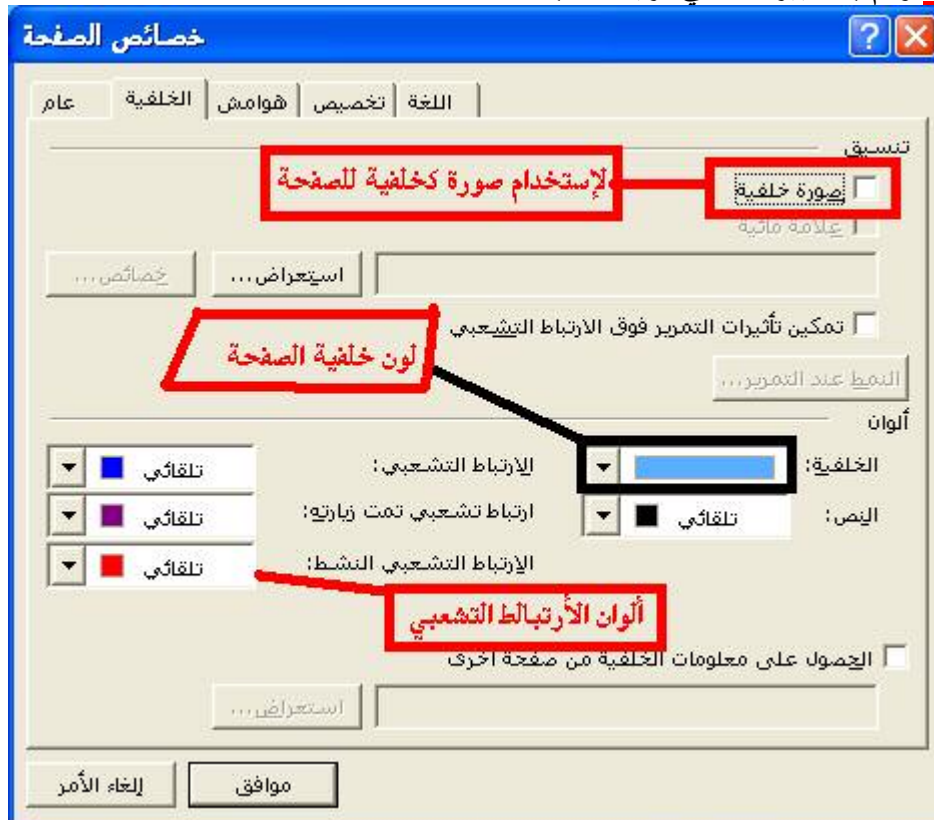 خصائص الصفحة
عام
الخلفية
هوامش
تخصيص
اللغة
تنسيق
صورة خلفية
لإستخدام صورة كخلفية للصفحة
علامة مائية
استعراض...
خصائص...
تمكين تأثيرات التمرير فوق الارتباط التشعبي
لون خلفية الصفحة
النمط عند التمرير...
ألوان
الخلفية:
الارتباط التشعبي:
تلقائي
النص:
تلقائي
ارتباط تشعبي تمت زيارته:
تلقائي
الارتباط التشعبي النشط:
تلقائي
ألوان الأرتبالط التشعبي
الحصول على معلومات الخلفية من صفحة أخرى
استعراض...
موافق
إلغاء الأمر